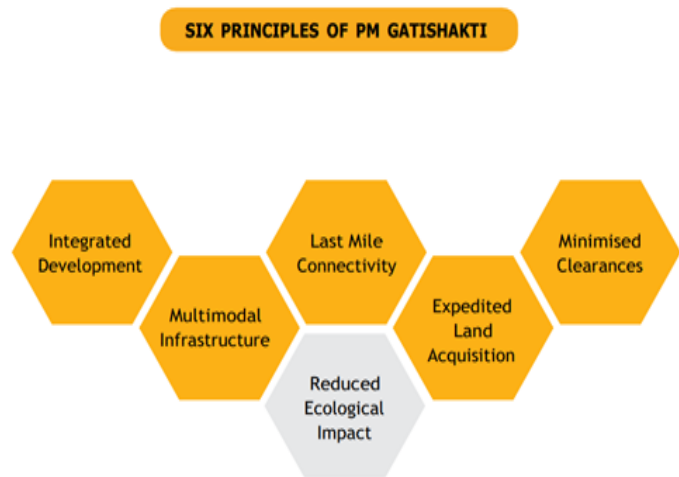 SIX PRINCIPLES OF PM GATISHAKTI
Integrated
Development
Multimodal
Infrastructure
Last Mile
Connectivity
Expedited
Land
Acquisition
Minimised
Clearances
Reduced
Ecological
Impact